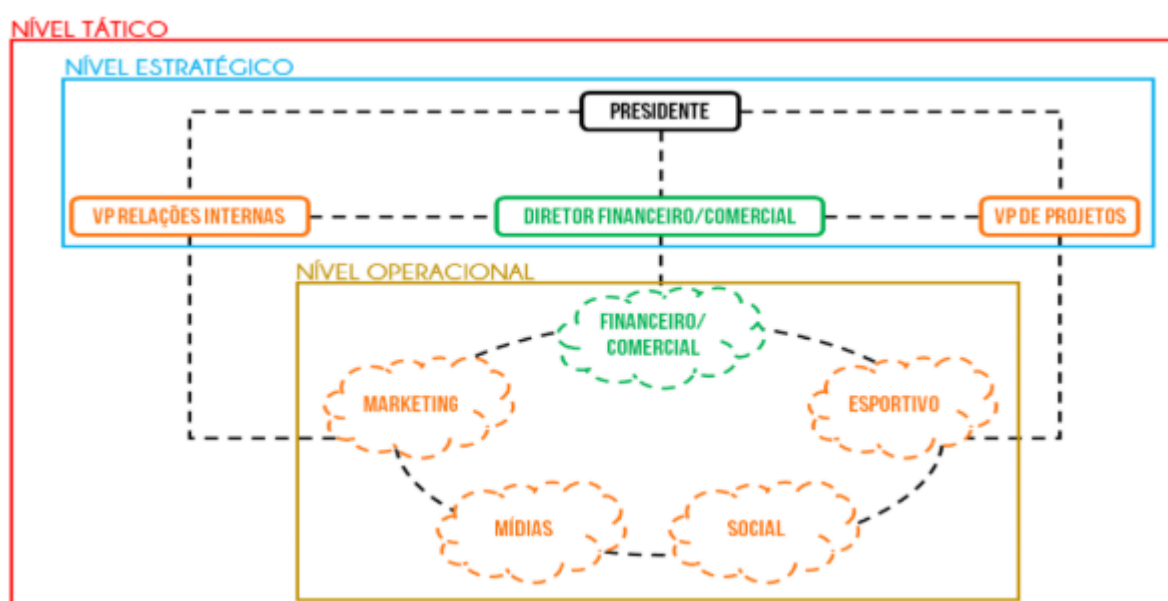 NÍVEL TÁTICO
NÍVEL ESTRATÉGICO
PRESIDENTE
VP RELAÇÕES INTERNAS
DIRETOR FINANCEIRO/COMERCIAL
VP DE PROJETOS
NÍVEL OPERACIONAL
FINANCEIRO/
COMERCIAL
MARKETING
ESPORTIVO
MÍDIAS
SOCIAL